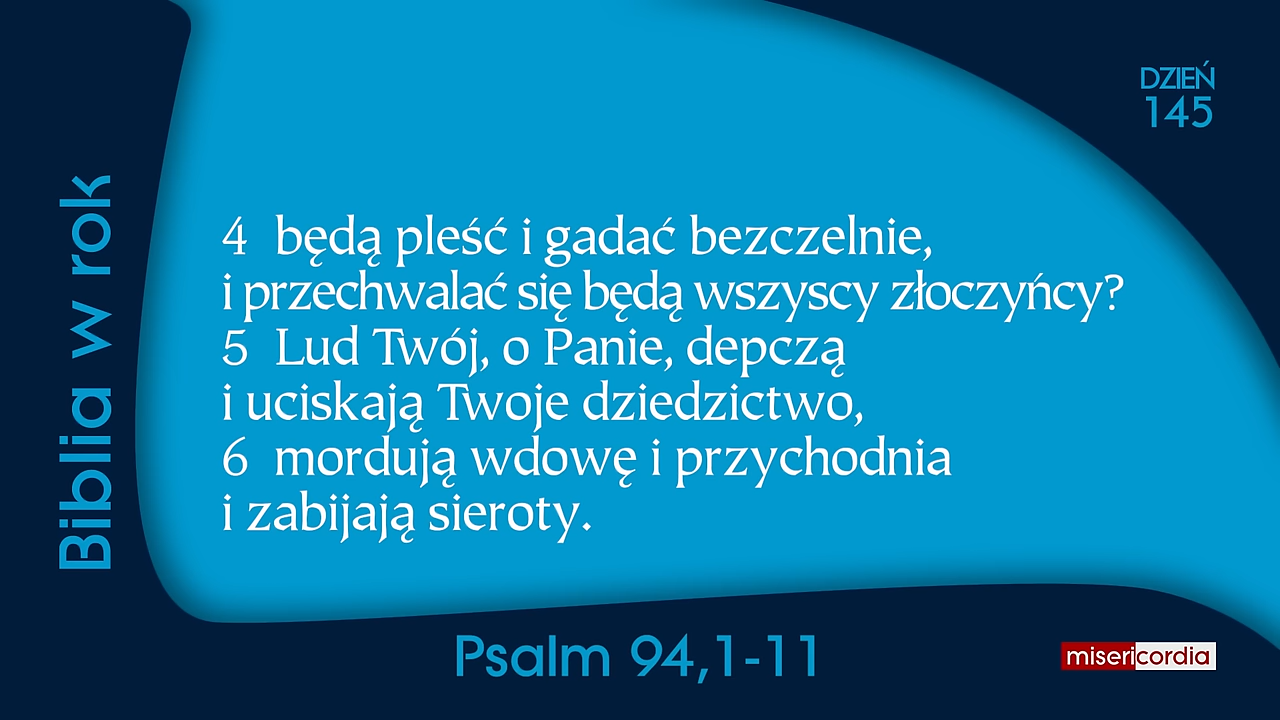 DZIEŃ
145
Biblia w rok
4 będą pleść i gadać bezczelnie,
i przechwalać się będą wszyscy złoczyńcy?
5 Lud Twój, o Panie, depczą
i uciskają Twoje dziedzictwo,
6 mordują wdowę i przychodnia
i zabijają sieroty.
Psalm 94,1-11
misericordia